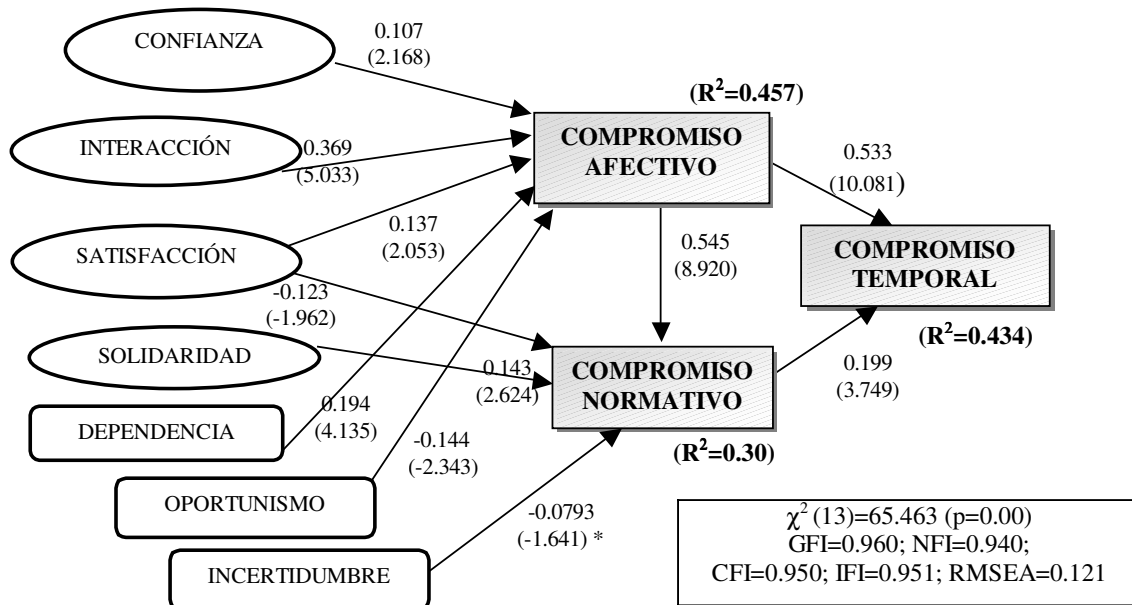 CONFIANZA
0.107
(2.168)
INTERACCIÓN
0.369
(5.033)
SATISFACCIÓN
0.137
(2.053)
-0.123
(-1.962)
SOLIDARIDAD
0.143
(2.624)
DEPENDENCIA
0.194
(4.135)
OPORTUNISMO
-0.144
(-2.343)
INCERTIDUMBRE
-0.0793
(-1.641) *
(R²=0.457)
COMPROMISO
AFECTIVO
0.545
(8.920)
COMPROMISO
NORMATIVO
(R²=0.30)
0.533
(10.081)
COMPROMISO
TEMPORAL
(R²=0.434)
0.199
(3.749)
χ² (13)=65.463 (p=0.00)
GFI=0.960; NFI=0.940;
CFI=0.950; IFI=0.951; RMSEA=0.121